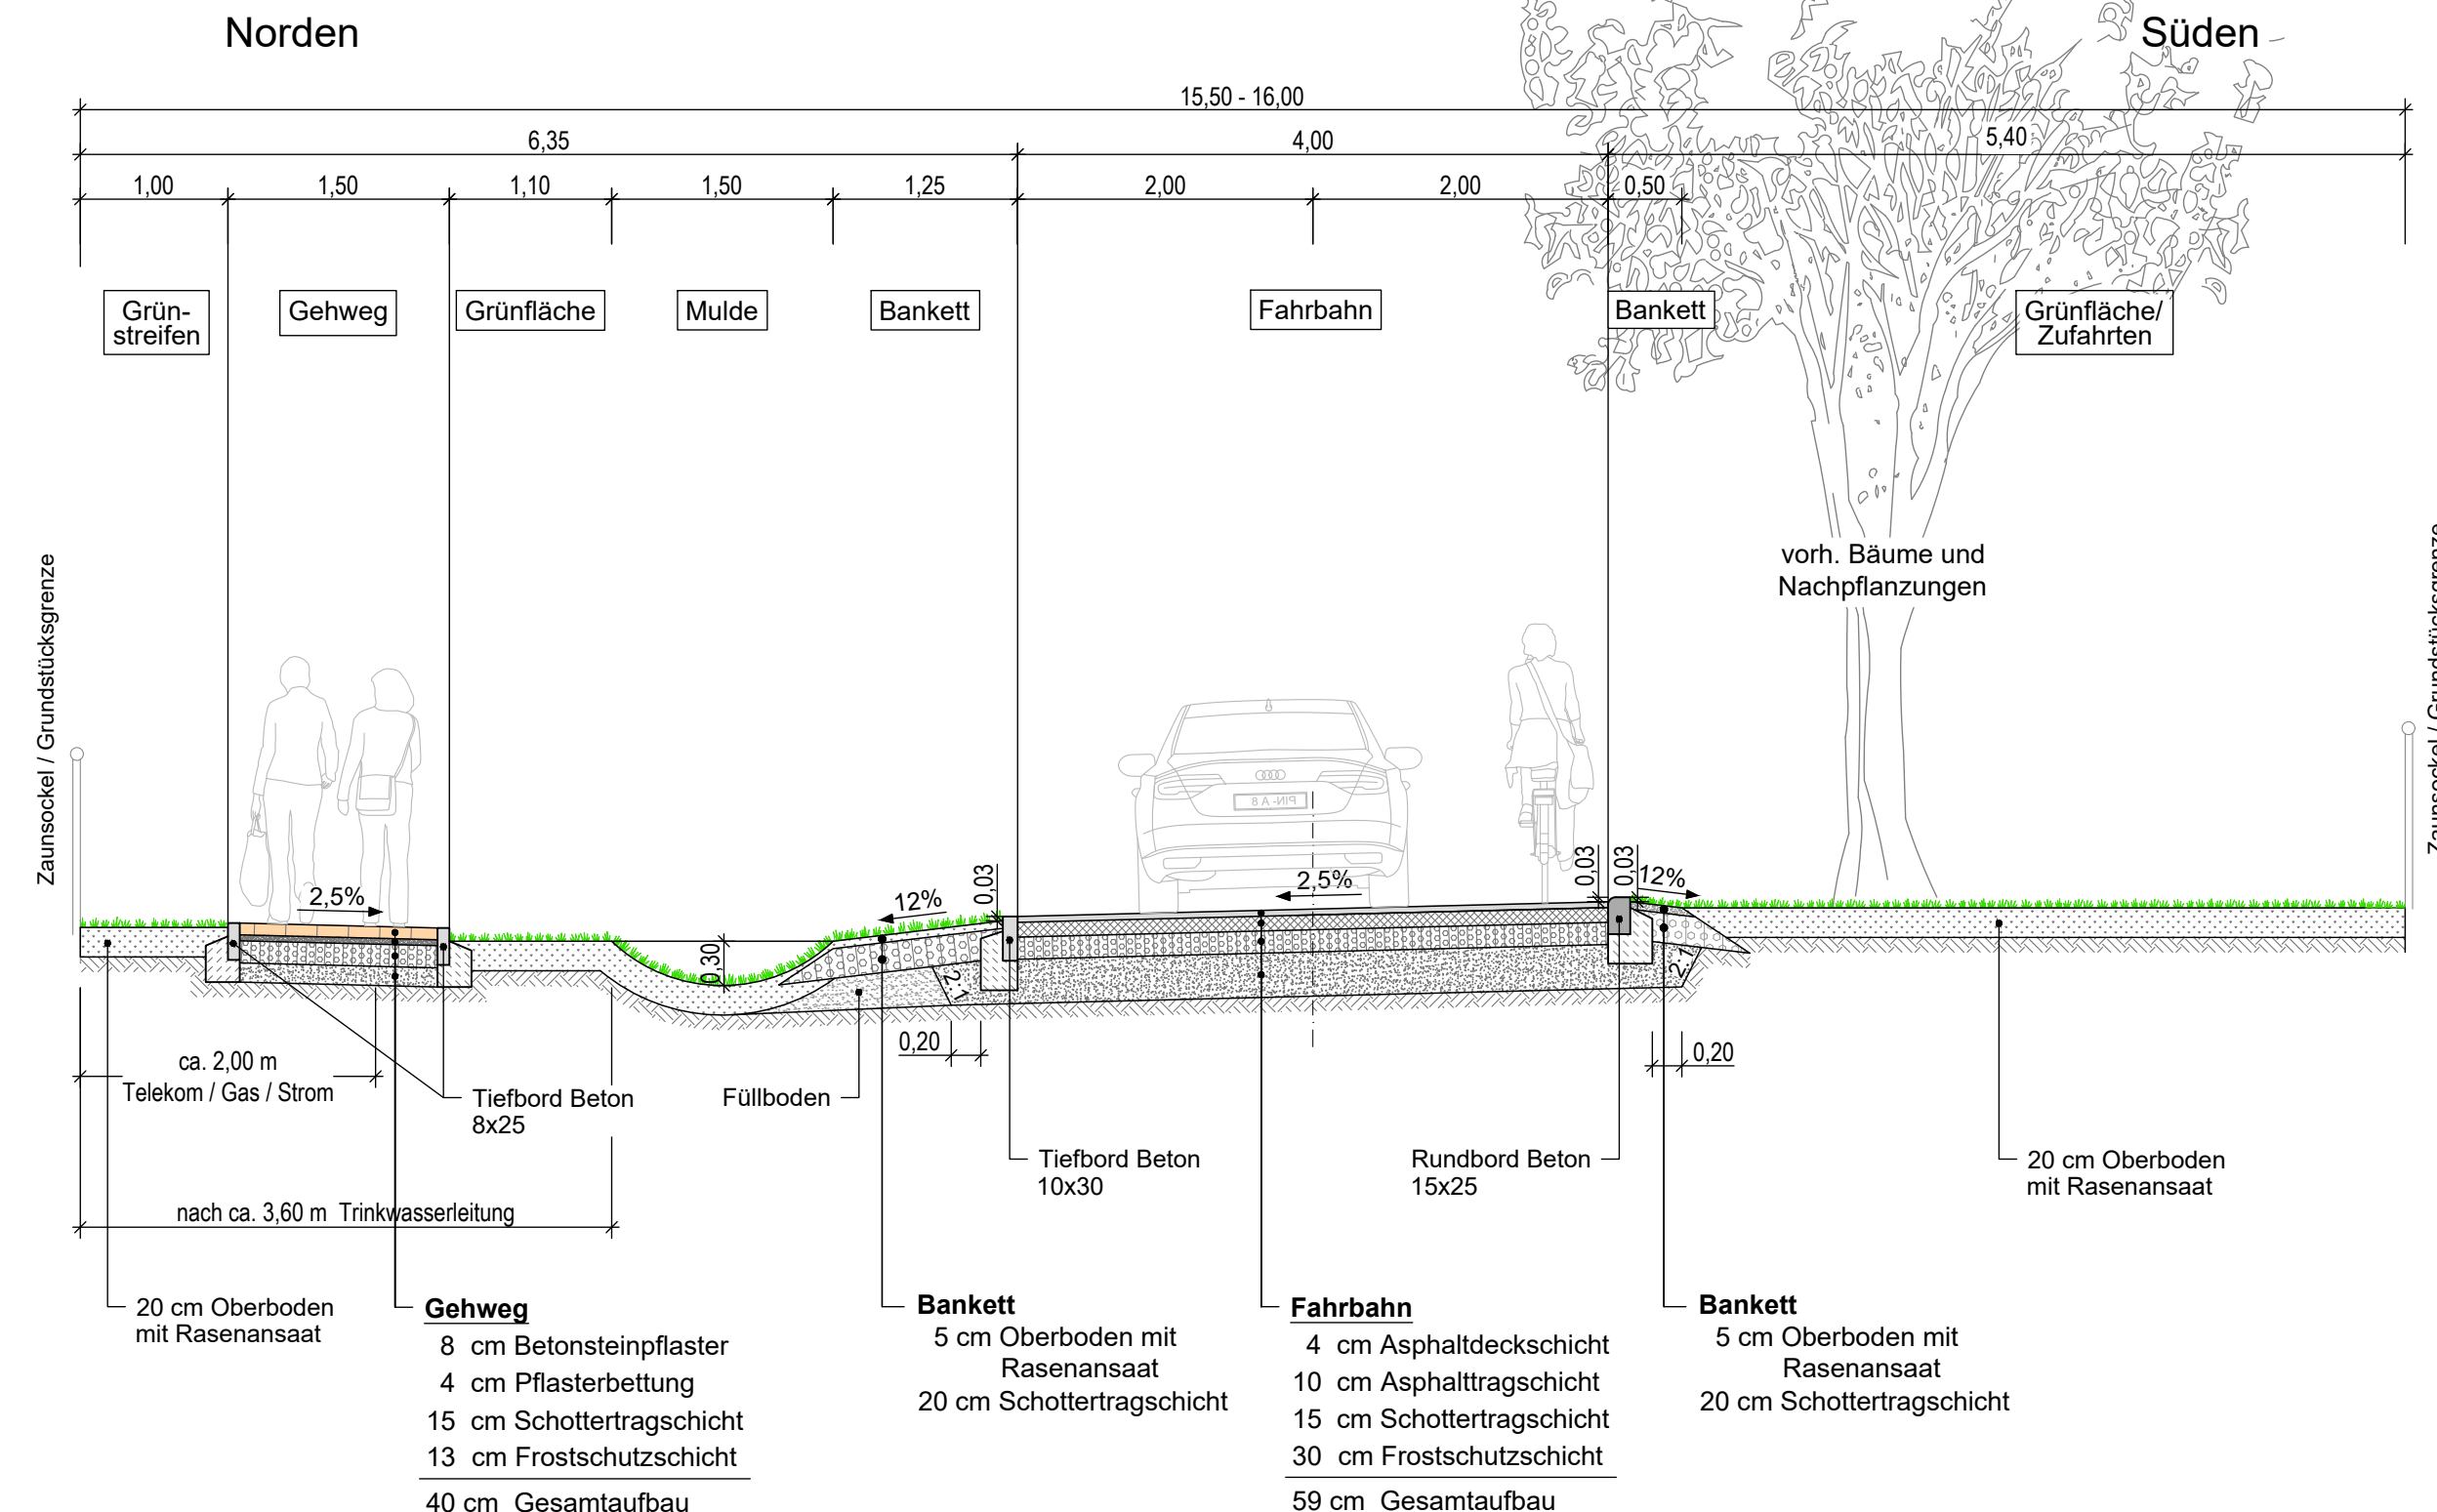 Norden
Süden
15,50 - 16,00
6,35
4,00
5,40
1,00
1,50
1,10
1,50
1,25
2,00
2,00
0,50
Grün-
streifen
Gehweg
Grünfläche
Mulde
Bankett
Fahrbahn
Bankett
Grünfläche/
Zufahrten
vorh. Bäume und
Nachpflanzungen
Zaunsockel / Grundstücksgrenze
Zaunsockel / Grundstücksgrenze
PIN- A 8
2,5%
12%
0,03
2,5%
0,03
0,03
12%
0,30
2:1
2:1
0,20
0,20
ca. 2,00 m
Telekom / Gas / Strom
Tiefbord Beton
8x25
Füllboden
Tiefbord Beton
10x30
Rundbord Beton
15x25
20 cm Oberboden
mit Rasenansaat
nach ca. 3,60 m Trinkwasserleitung
20 cm Oberboden
mit Rasenansaat
Gehweg
8 cm Betonsteinpflaster
4 cm Pflasterbettung
15 cm Schottertragschicht
13 cm Frostschutzschicht
40 cm Gesamtaufbau
Bankett
5 cm Oberboden mit
Rasenansaat
20 cm Schottertragschicht
Fahrbahn
4 cm Asphaltdeckschicht
10 cm Asphalttragschicht
15 cm Schottertragschicht
30 cm Frostschutzschicht
59 cm Gesamtaufbau
Bankett
5 cm Oberboden mit
Rasenansaat
20 cm Schottertragschicht